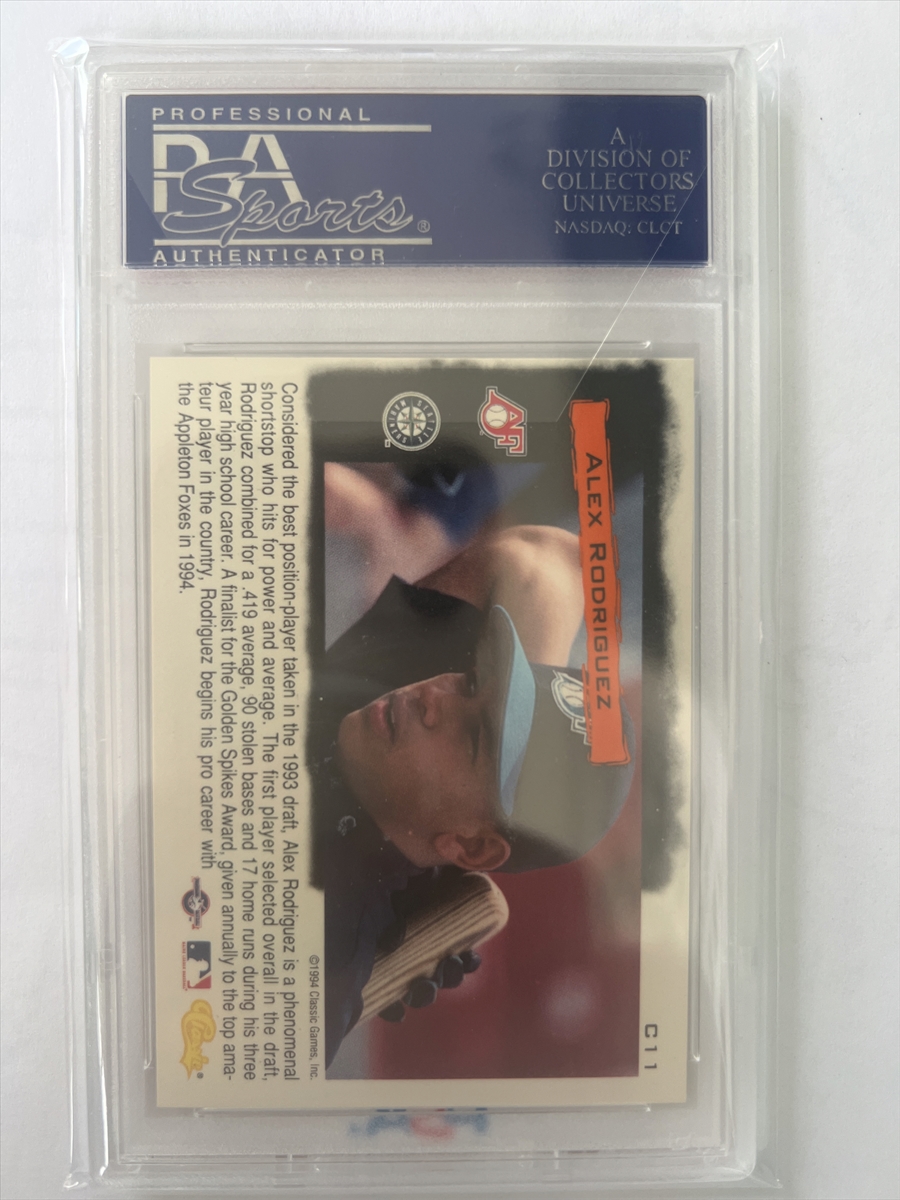 PROFESSIONAL
PSA
Sports®
AUTHENTICATOR
A
DIVISION OF
COLLECTORS
UNIVERSE
NASDAQ: CLCT
C11
ALEX RODRIGUEZ
SEATTLE
MARINERS
™
©1994 Classic Games, Inc.
Considered the best position-player taken in the 1993 draft, Alex Rodriguez is a phenomenal
shortstop who hits for power and average. The first player selected overall in the draft,
Rodriguez combined for a .419 average, 90 stolen bases and 17 home runs during his three
year high school career. A finalist for the Golden Spikes Award, given annually to the top ama-
teur player in the country, Rodriguez begins his pro career with
the Appleton Foxes in 1994.
Classic®